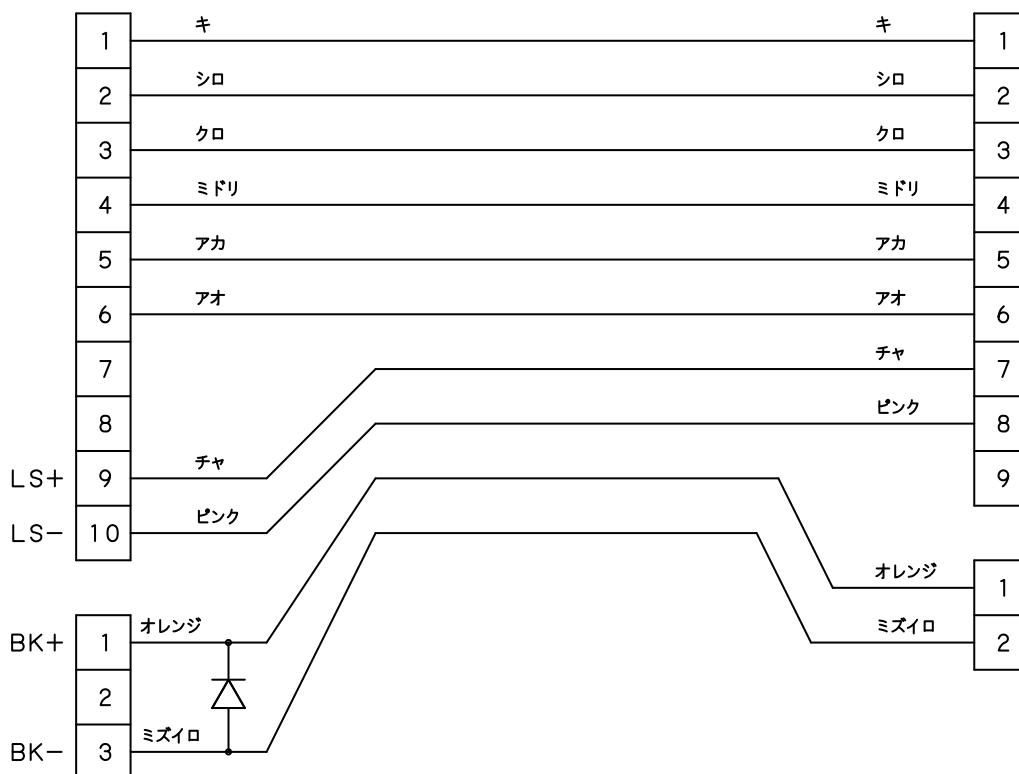 1 キ キ 1
2 シロ シロ 2
3 クロ クロ 3
4 ミドリ ミドリ 4
5 アカ アカ 5
6 アオ アオ 6
7 チャ 7
8 ピンク 8
LS+ 9 チャ 9
LS− 10 ピンク
オレンジ 1
BK+ 1 オレンジ ミズイロ 2
2
BK− 3 ミズイロ